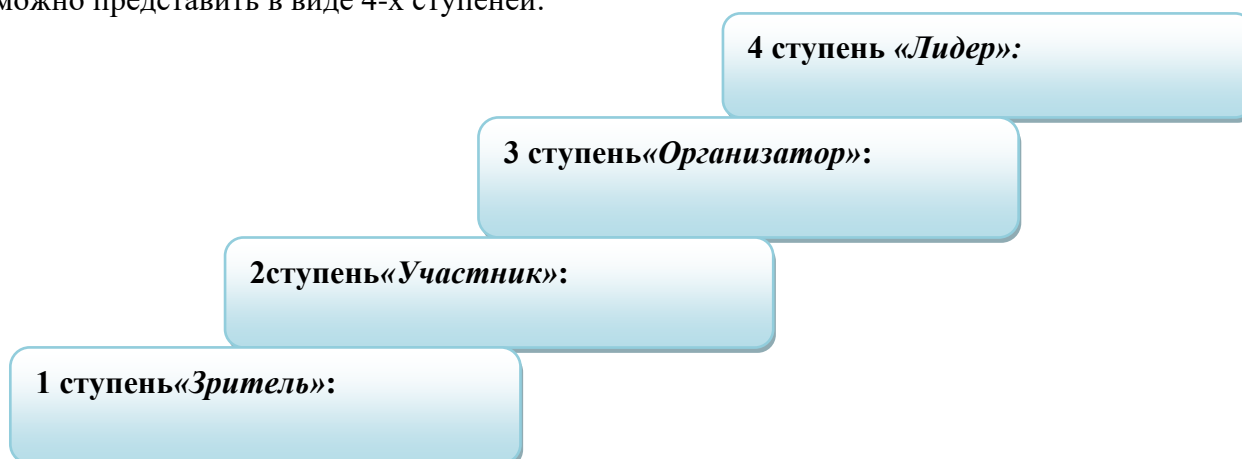 можно представить в виде 4-х ступеней:
4 ступень «Лидер»:
3 ступень«Организатор»:
2ступень«Участник»:
1 ступень«Зритель»: